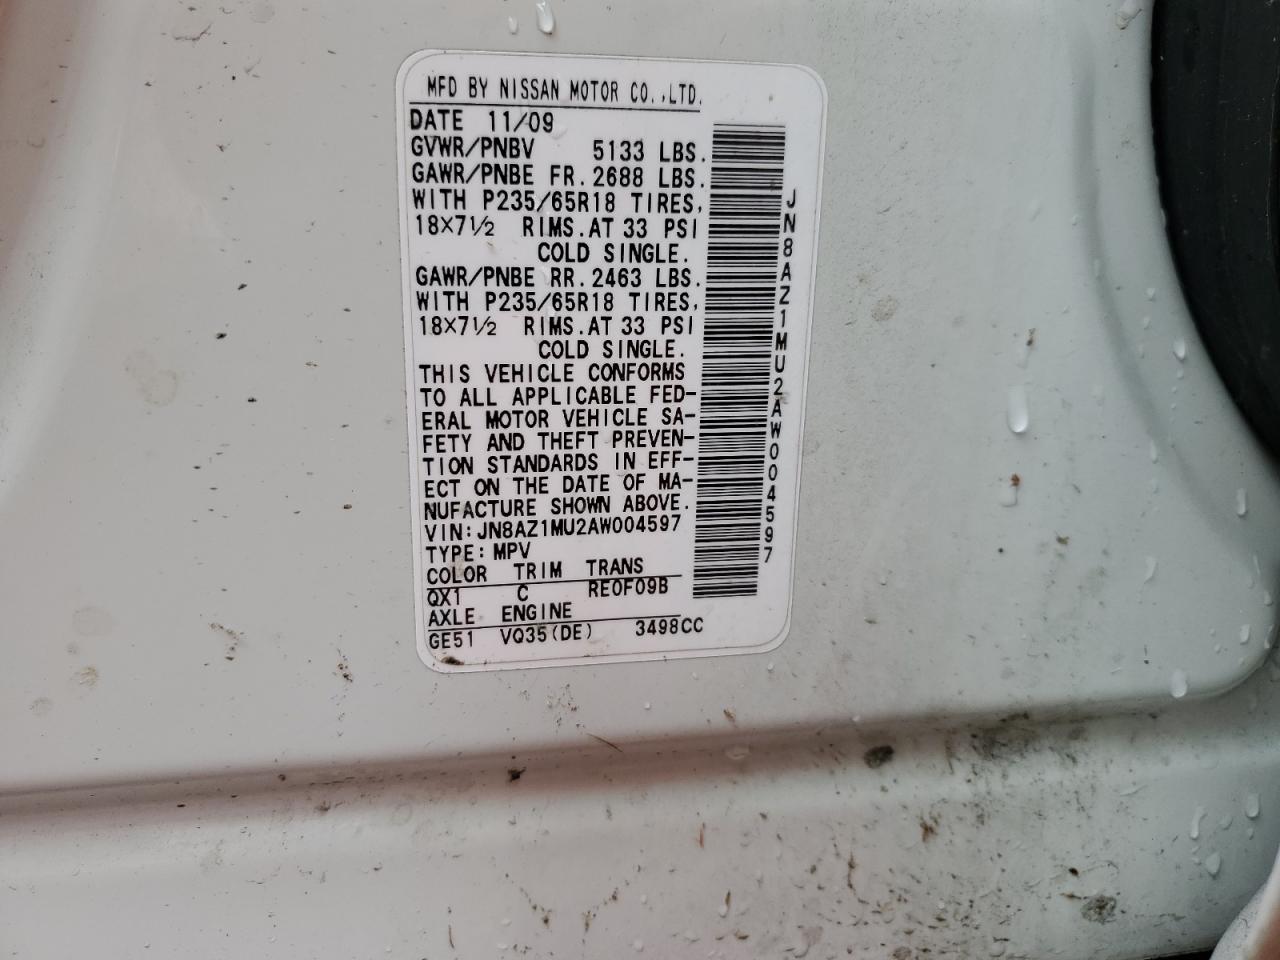 MFD BY NISSAN MOTOR CO.,LTD.
DATE 11/09
GVWR/PNBV 5133 LBS.
GAWR/PNBE FR. 2688 LBS.
WITH P235/65R18 TIRES,
18×7½ RIMS. AT 33 PSI
COLD SINGLE.
GAWR/PNBE RR. 2463 LBS.
WITH P235/65R18 TIRES,
18×7½ RIMS. AT 33 PSI
COLD SINGLE.
THIS VEHICLE CONFORMS
TO ALL APPLICABLE FED-
ERAL MOTOR VEHICLE SA-
FETY AND THEFT PREVEN-
TION STANDARDS IN EFF-
ECT ON THE DATE OF MA-
NUFACTURE SHOWN ABOVE.
VIN:JN8AZ1MU2AW004597
TYPE:MPV
COLOR TRIM TRANS
QX1 C RE0F09B
AXLE ENGINE
GE51 VQ35(DE) 3498CC
JN8AZ1MU2AW004597